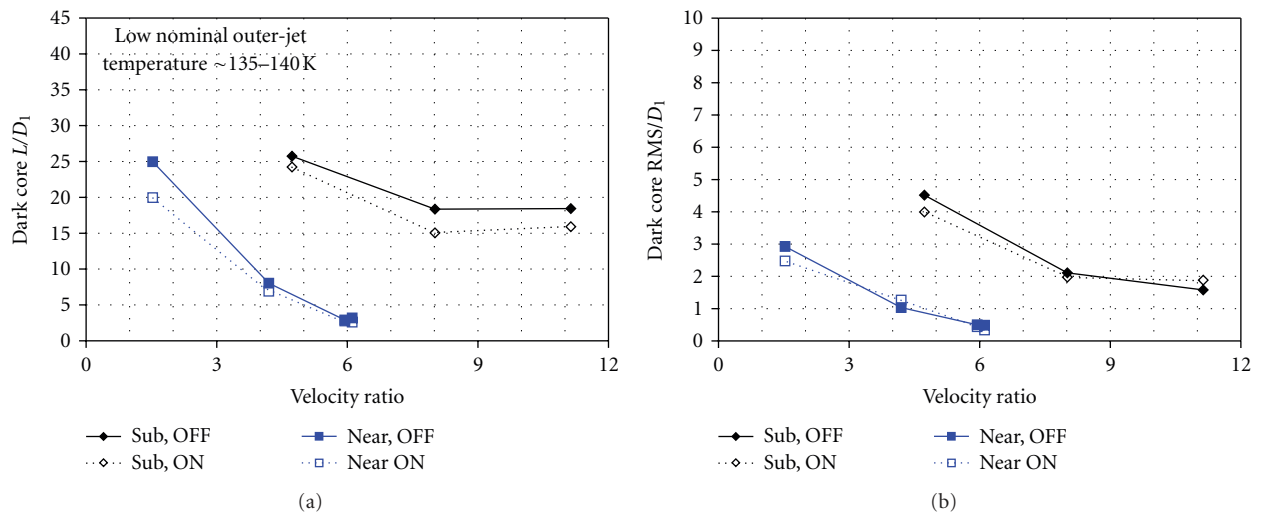 45
40
35
30
25
20
15
10
5
0
Dark core L/D₁
Low nominal outer-jet
temperature ~135–140 K
0 3 6 9 12
Velocity ratio
Sub, OFF
Sub, ON
Near, OFF
Near ON
(a)
10
9
8
7
6
5
4
3
2
1
0
Dark core RMS/D₁
0 3 6 9 12
Velocity ratio
Sub, OFF
Sub, ON
Near, OFF
Near ON
(b)